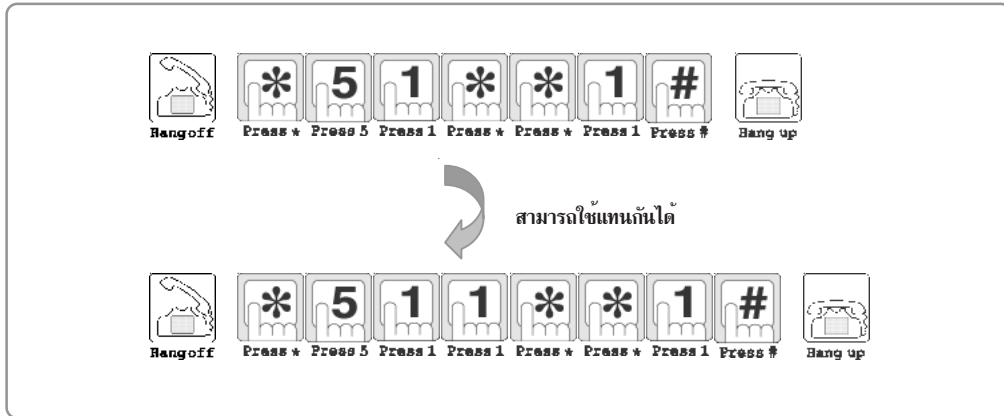 * 5 1 * * 1 #
Hangoff Press * Press 5 Press 1 Press * Press * Press 1 Press # Hang up
สามารถใช้แทนกันได้
* 5 1 1 * * 1 #
Hangoff Press * Press 5 Press 1 Press 1 Press * Press * Press 1 Press # Hang up